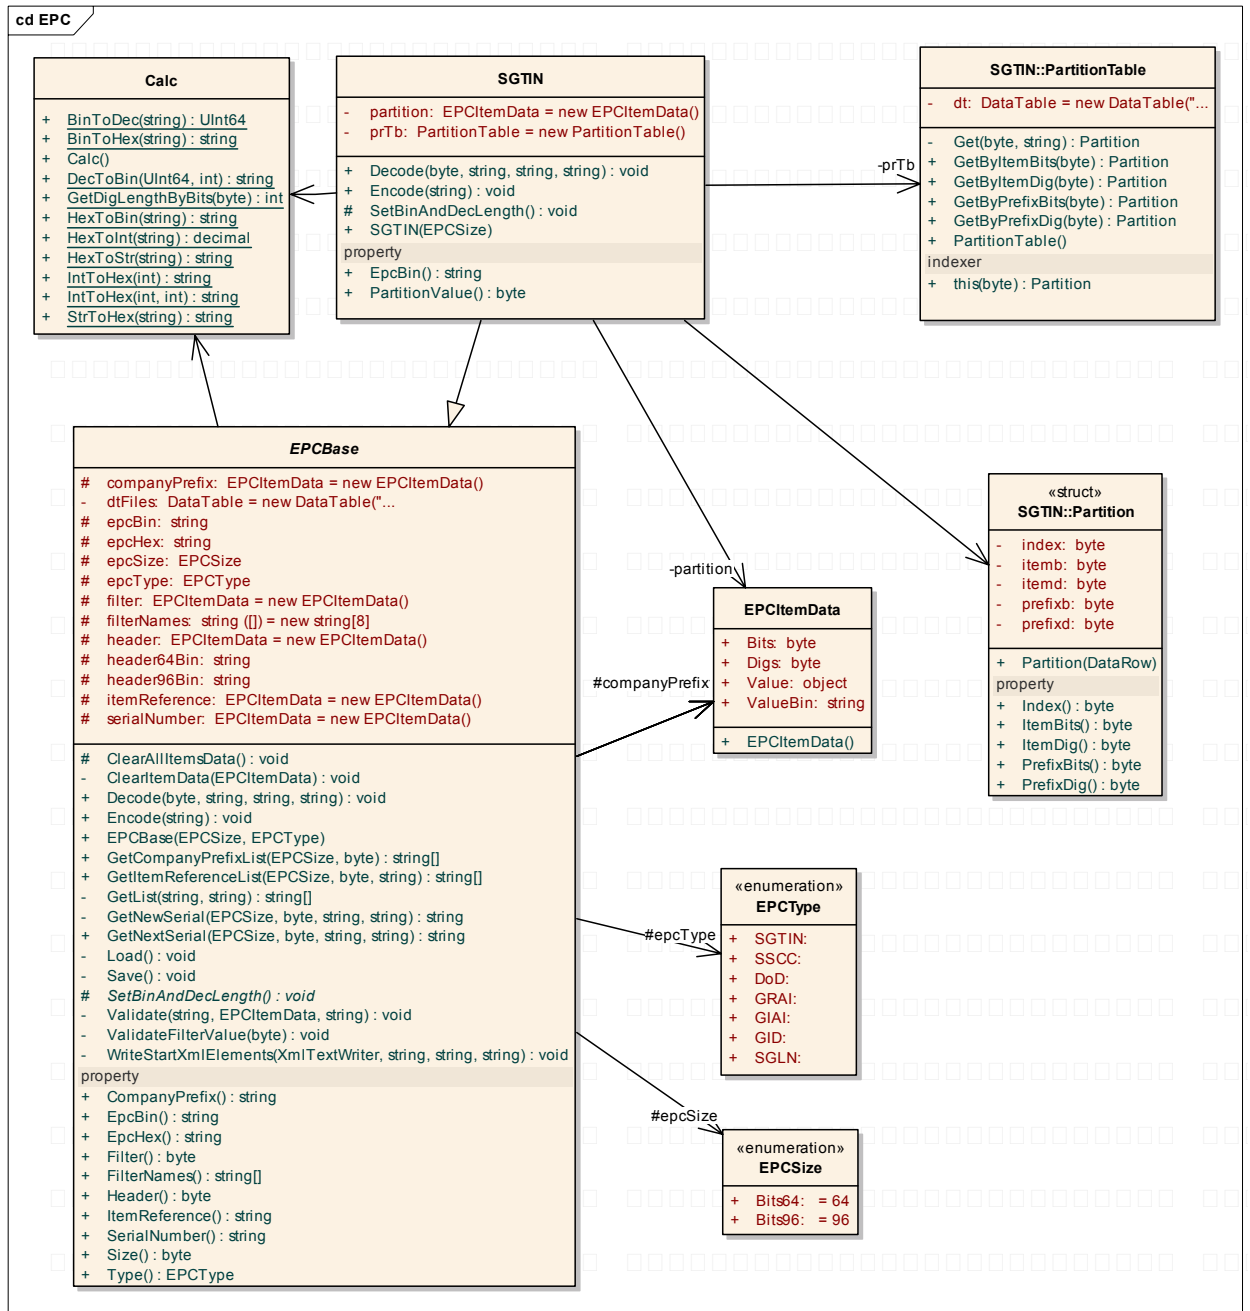 cd EPC
Calc
+ BinToDec(string) : UInt64
+ BinToHex(string) : string
+ Calc()
+ DecToBin(UInt64, int) : string
+ GetDigLengthByBits(byte) : int
+ HexToBin(string) : string
+ HexToInt(string) : decimal
+ HexToStr(string) : string
+ IntToHex(int) : string
+ IntToHex(int, int) : string
+ StrToHex(string) : string
SGTIN
- partition: EPCItemData = new EPCItemData()
- prTb: PartitionTable = new PartitionTable()
+ Decode(byte, string, string, string) : void
+ Encode(string) : void
# SetBinAndDecLength() : void
+ SGTIN(EPCSize)
property
+ EpcBin() : string
+ PartitionValue() : byte
-prTb
SGTIN::PartitionTable
- dt: DataTable = new DataTable("...
- Get(byte, string) : Partition
+ GetByItemBits(byte) : Partition
+ GetByItemDig(byte) : Partition
+ GetByPrefixBits(byte) : Partition
+ GetByPrefixDig(byte) : Partition
+ PartitionTable()
indexer
+ this(byte) : Partition
EPCBase
# companyPrefix: EPCItemData = new EPCItemData()
- dtFiles: DataTable = new DataTable("...
# epcBin: string
# epcHex: string
# epcSize: EPCSize
# epcType: EPCType
# filter: EPCItemData = new EPCItemData()
# filterNames: string ([]) = new string[8]
# header: EPCItemData = new EPCItemData()
# header64Bin: string
# header96Bin: string
# itemReference: EPCItemData = new EPCItemData()
# serialNumber: EPCItemData = new EPCItemData()
# ClearAllItemsData() : void
- ClearItemData(EPCItemData) : void
+ Decode(byte, string, string, string) : void
+ Encode(string) : void
+ EPCBase(EPCSize, EPCType)
+ GetCompanyPrefixList(EPCSize, byte) : string[]
+ GetItemReferenceList(EPCSize, byte, string) : string[]
- GetList(string, string) : string[]
- GetNewSerial(EPCSize, byte, string, string) : string
+ GetNextSerial(EPCSize, byte, string, string) : string
- Load() : void
- Save() : void
# SetBinAndDecLength() : void
- Validate(string, EPCItemData, string) : void
- ValidateFilterValue(byte) : void
- WriteStartXmlElements(XmlTextWriter, string, string, string) : void
property
+ CompanyPrefix() : string
+ EpcBin() : string
+ EpcHex() : string
+ Filter() : byte
+ FilterNames() : string[]
+ Header() : byte
+ ItemReference() : string
+ SerialNumber() : string
+ Size() : byte
+ Type() : EPCType
-partition
#companyPrefix
EPCItemData
+ Bits: byte
+ Digs: byte
+ Value: object
+ ValueBin: string
+ EPCItemData()
«struct»
SGTIN::Partition
- index: byte
- itemb: byte
- itemd: byte
- prefixb: byte
- prefixd: byte
+ Partition(DataRow)
property
+ Index() : byte
+ ItemBits() : byte
+ ItemDig() : byte
+ PrefixBits() : byte
+ PrefixDig() : byte
#epcType
«enumeration»
EPCType
+ SGTIN:
+ SSCC:
+ DoD:
+ GRAI:
+ GIAI:
+ GID:
+ SGLN:
#epcSize
«enumeration»
EPCSize
+ Bits64: = 64
+ Bits96: = 96